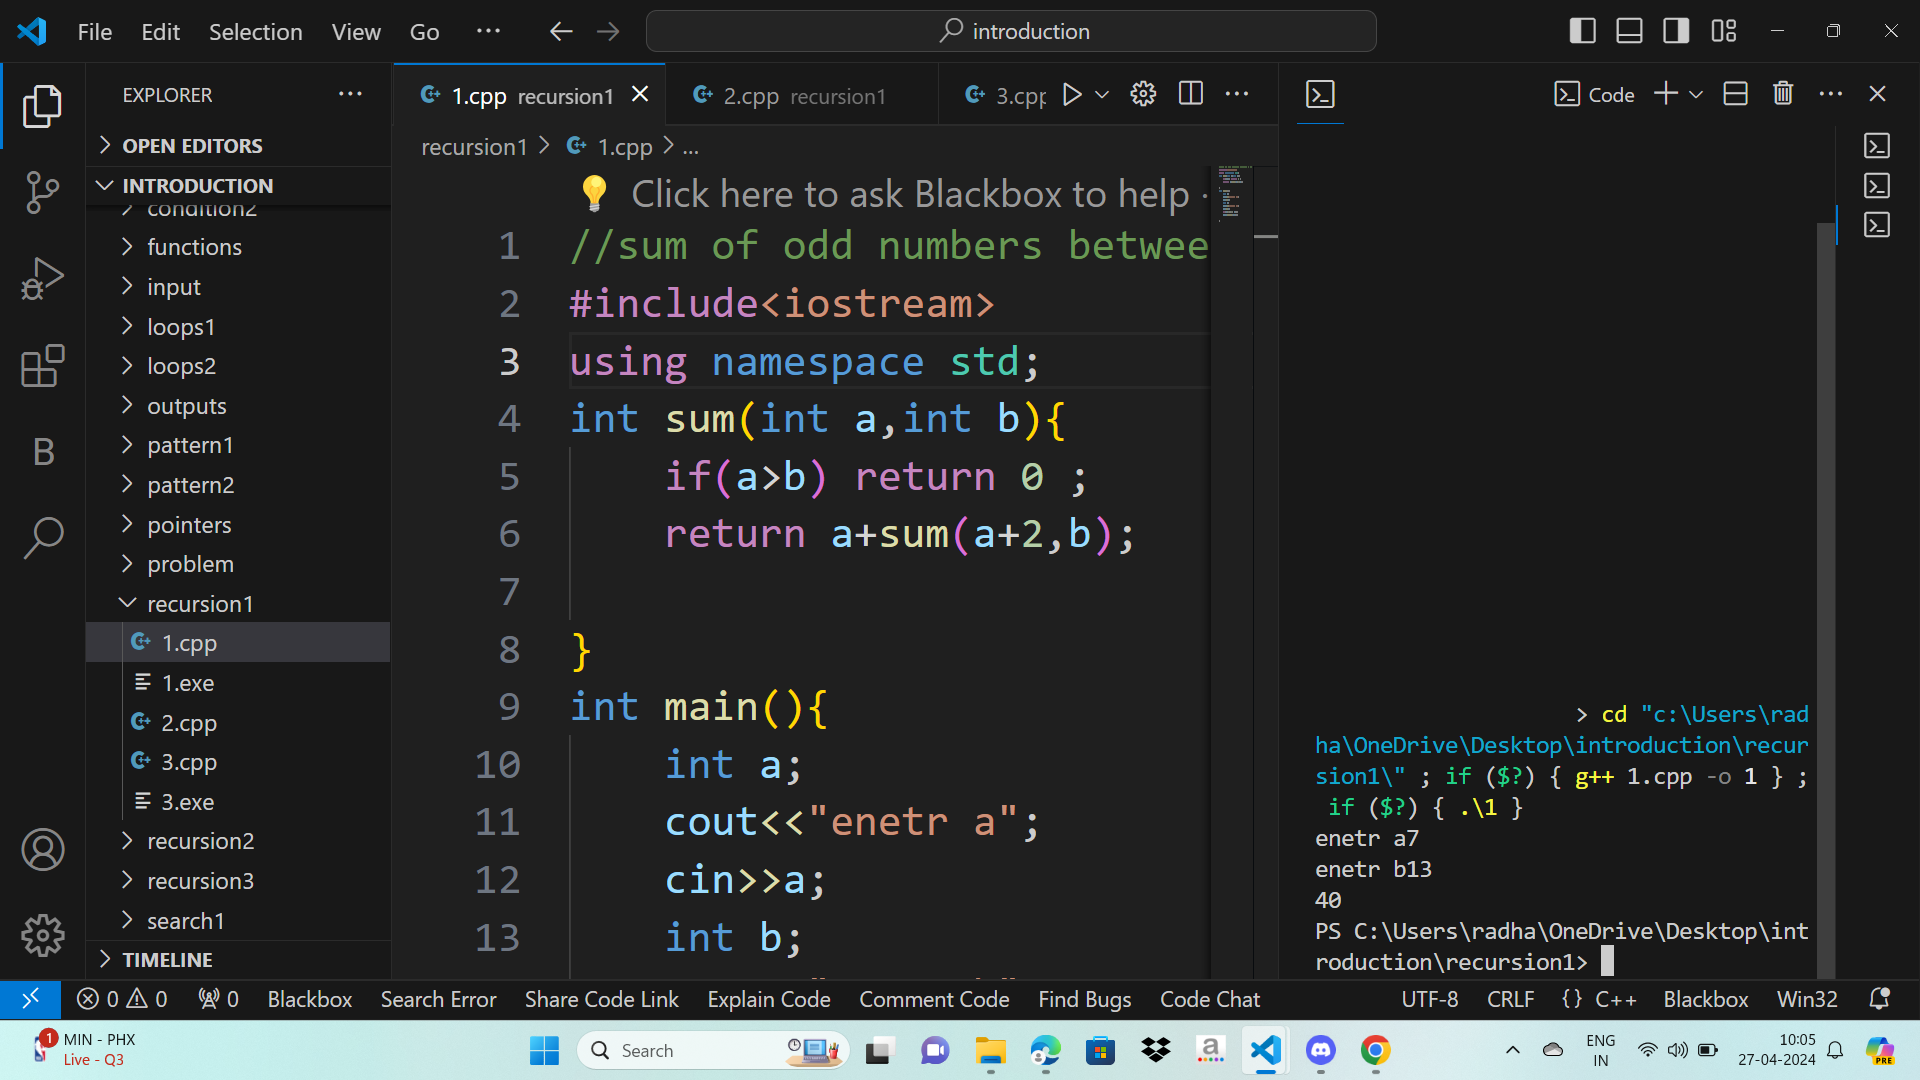 File Edit Selection View Go ··· introduction
EXPLORER ···
OPEN EDITORS
INTRODUCTION
condition2
functions
input
loops1
loops2
outputs
pattern1
pattern2
pointers
problem
recursion1
1.cpp
1.exe
2.cpp
3.cpp
3.exe
recursion2
recursion3
search1
TIMELINE
1.cpp recursion1 2.cpp recursion1 3.cpp
recursion1 > 1.cpp > ...
Click here to ask Blackbox to help
1 //sum of odd numbers betwee
2 #include<iostream>
3 using namespace std;
4 int sum(int a,int b){
5 if(a>b) return 0 ;
6 return a+sum(a+2,b);
7
8 }
9 int main(){
10 int a;
11 cout<<"enetr a";
12 cin>>a;
13 int b;
Code
> cd "c:\Users\rad
ha\OneDrive\Desktop\introduction\recur
sion1\" ; if ($?) { g++ 1.cpp -o 1 } ;
if ($?) { .\1 }
enetr a7
enetr b13
40
PS C:\Users\radha\OneDrive\Desktop\int
roduction\recursion1>
0 0 0 Blackbox Search Error Share Code Link Explain Code Comment Code Find Bugs Code Chat UTF-8 CRLF {} C++ Blackbox Win32
1 MIN - PHX
Live - Q3
Search
ENG
IN
10:05
27-04-2024
PRE